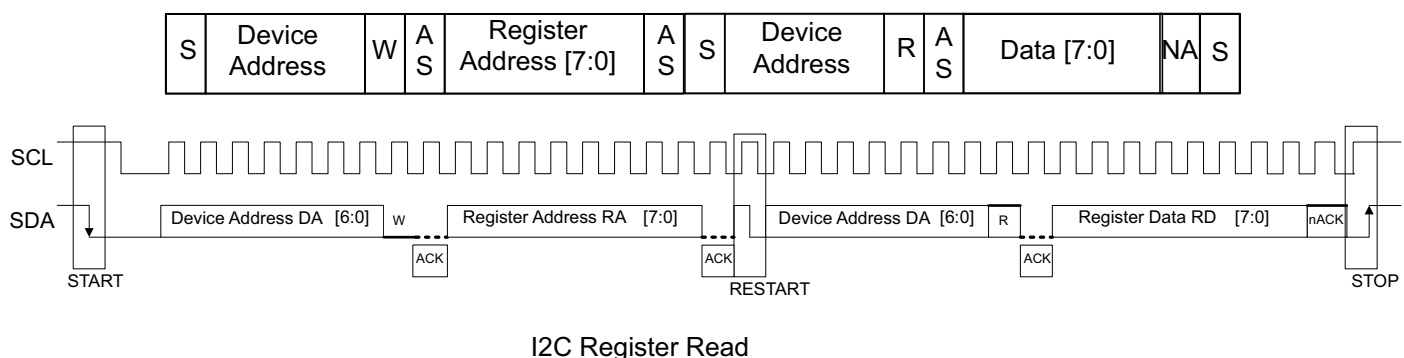 S Device Address W A S Register Address [7:0] A S S Device Address R A S Data [7:0] NA S
SCL
SDA Device Address DA [6:0] W Register Address RA [7:0] Device Address DA [6:0] R Register Data RD [7:0] nACK
ACK ACK ACK
START RESTART STOP
I2C Register Read